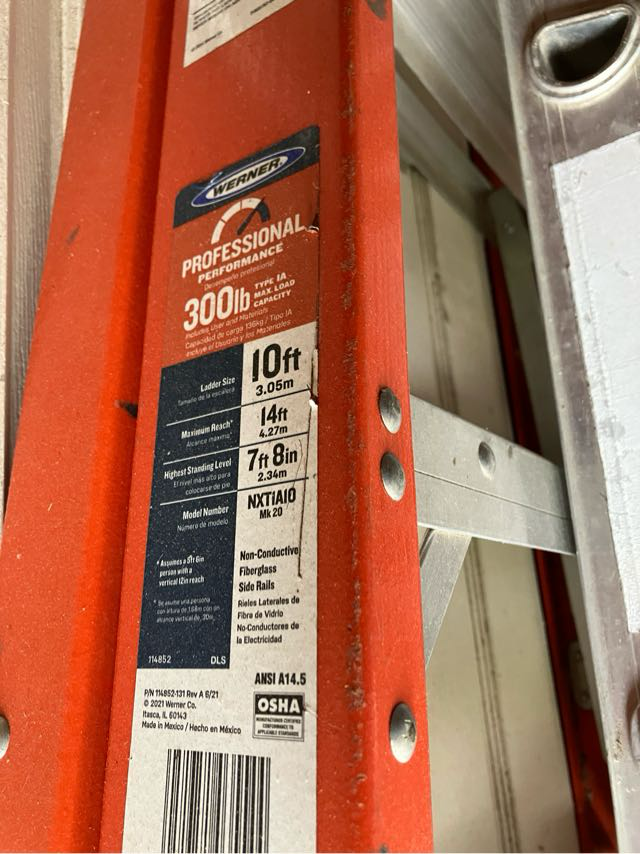 WERNER
PROFESSIONAL
PERFORMANCE
Desempeño profesional
300lb TYPE IA
MAX. LOAD
CAPACITY
Includes User and Materials
Capacidad de carga 136kg / Tipo IA
incluye el Usuario y los Materiales
Ladder Size
Tamaño de la escalera
10ft
3.05m
Maximum Reach*
Alcance máximo*
14ft
4.27m
Highest Standing Level
El nivel más alto para
colocarse de pie
7ft 8in
2.34m
Model Number
Número de modelo
NXT1A10
Mk 20
* Assumes a 5ft 6in
person with a
vertical 12in reach
* Se asume una persona
con altura de 1,68m con un
alcance vertical de
Non-Conductive
Fiberglass
Side Rails
Rieles Laterales de
Fibra de Vidrio
No-Conductores de
la Electricidad
114852 DLS
ANSI A14.5
P/N 114852-131 Rev A 6/21
© 2021 Werner Co.
Itasca, IL 60143
Made in Mexico / Hecho en México
OSHA
MANUFACTURER CERTIFIES
CONFORMANCE TO
APPLICABLE STANDARDS